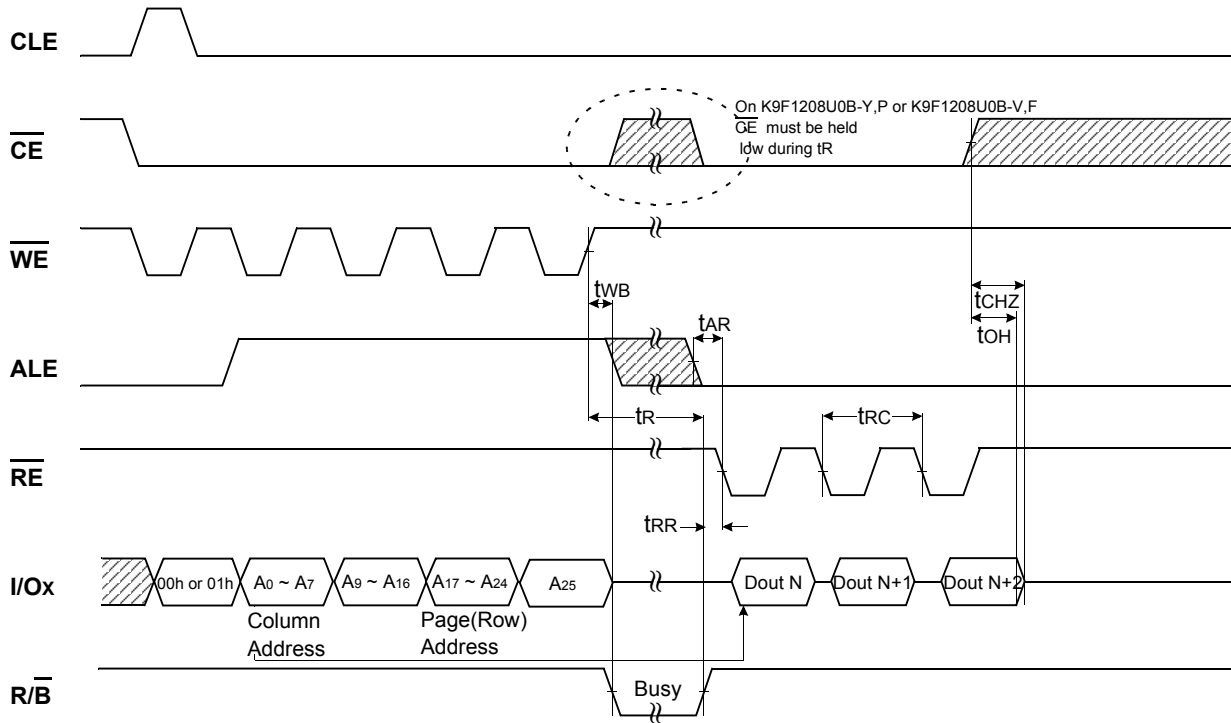 CLE
On K9F1208U0B-Y,P or K9F1208U0B-V,F
CE must be held
low during tR
CE
WE
tWB
tCHZ
tAR
tOH
ALE
tR
tRC
RE
tRR
I/Ox
00h or 01h
A0 ~ A7
A9 ~ A16
A17 ~ A24
A25
Dout N
Dout N+1
Dout N+2
Column
Address
Page(Row)
Address
R/B
Busy